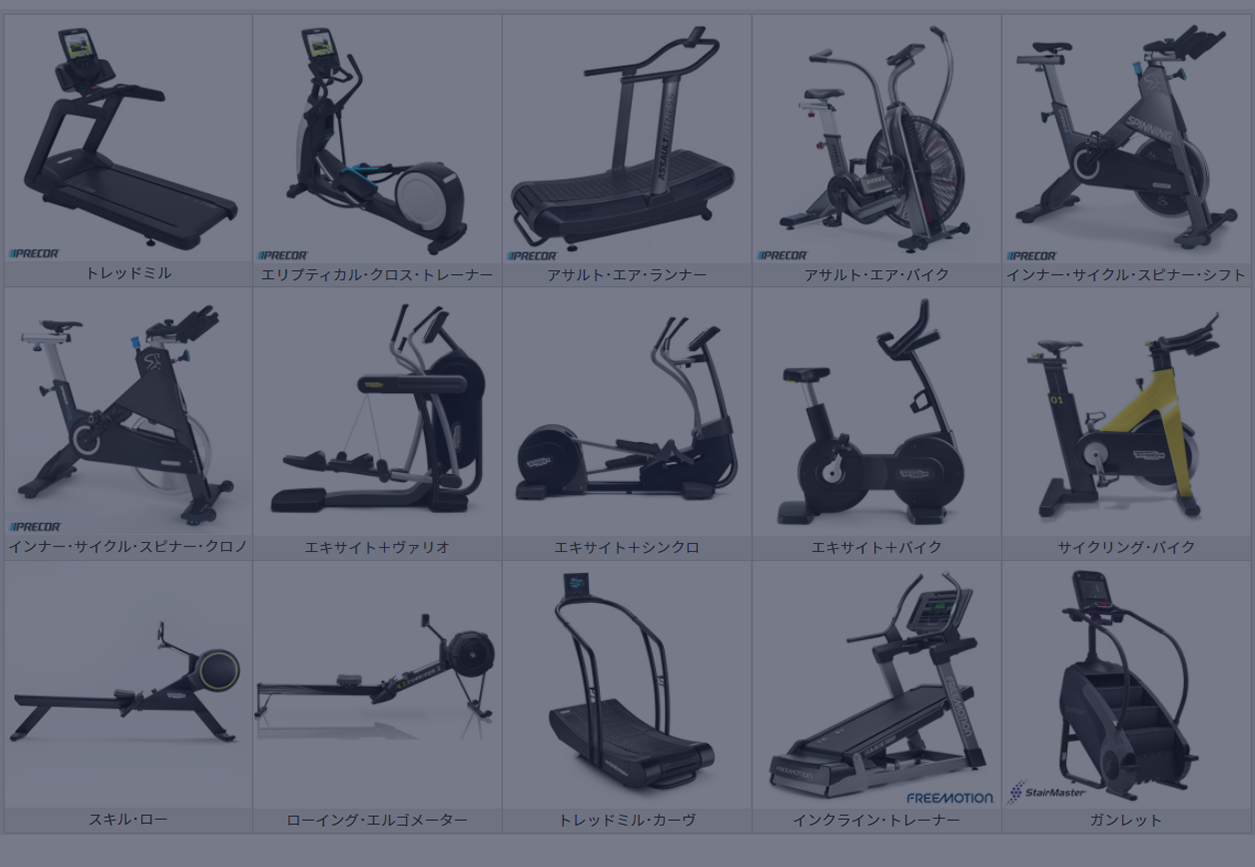 PRECOR
トレッドミル
PRECOR
エリプティカル・クロス・トレーナー
ASSAULT FITNESS
PRECOR
アサルト・エア・ランナー
PRECOR
アサルト・エア・バイク
SPINNING
PRECOR
インナー・サイクル・スピナー・シフト
PRECOR
インナー・サイクル・スピナー・クロノ
エキサイト＋ヴァリオ
エキサイト＋シンクロ
エキサイト＋バイク
01
サイクリング・バイク
スキル・ロー
ローイング・エルゴメーター
トレッドミル・カーヴ
FREEMOTION
FREEMOTION
FREEMOTION
インクライン・トレーナー
StairMaster
ガンレット